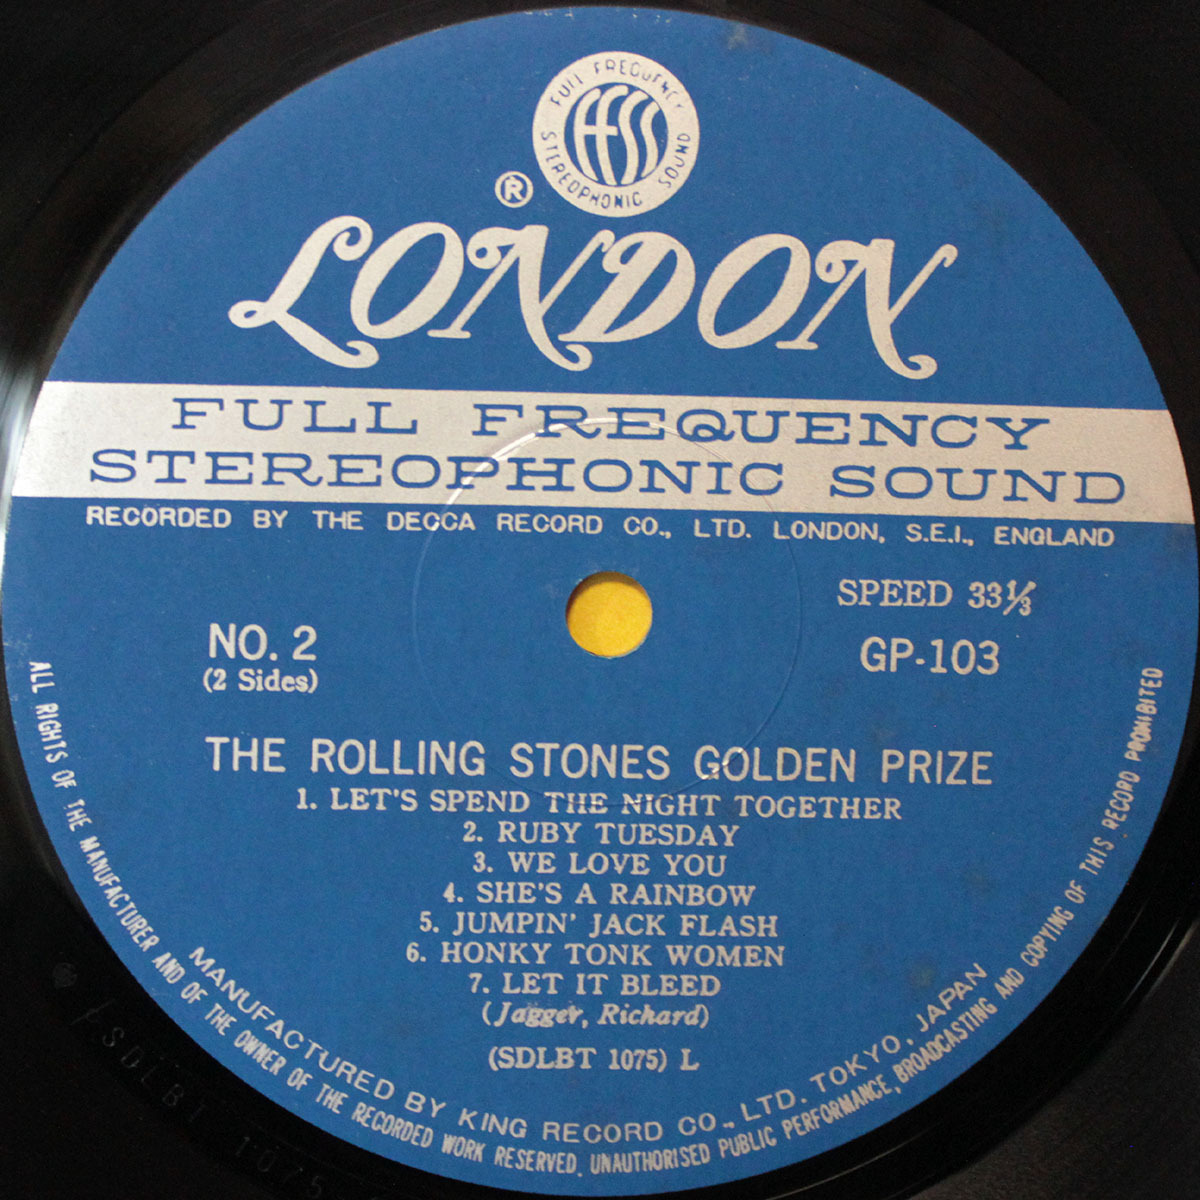 FULL FREQUENCY
ffss
STEREOPHONIC SOUND
®
LONDON
FULL FREQUENCY
STEREOPHONIC SOUND
RECORDED BY THE DECCA RECORD CO., LTD. LONDON, S.E.I., ENGLAND
SPEED 33⅓
NO. 2
GP-103
(2 Sides)
THE ROLLING STONES GOLDEN PRIZE
1. LET'S SPEND THE NIGHT TOGETHER
2. RUBY TUESDAY
3. WE LOVE YOU
4. SHE'S A RAINBOW
5. JUMPIN' JACK FLASH
6. HONKY TONK WOMEN
7. LET IT BLEED
(Jagger, Richard)
(SDLBT 1075) L
MANUFACTURED BY KING RECORD CO., LTD. TOKYO, JAPAN
ALL RIGHTS OF THE MANUFACTURER AND OF THE OWNER OF THE RECORDED WORK RESERVED. UNAUTHORISED PUBLIC PERFORMANCE, BROADCASTING AND COPYING OF THIS RECORD PROHIBITED
SDLBT 1075